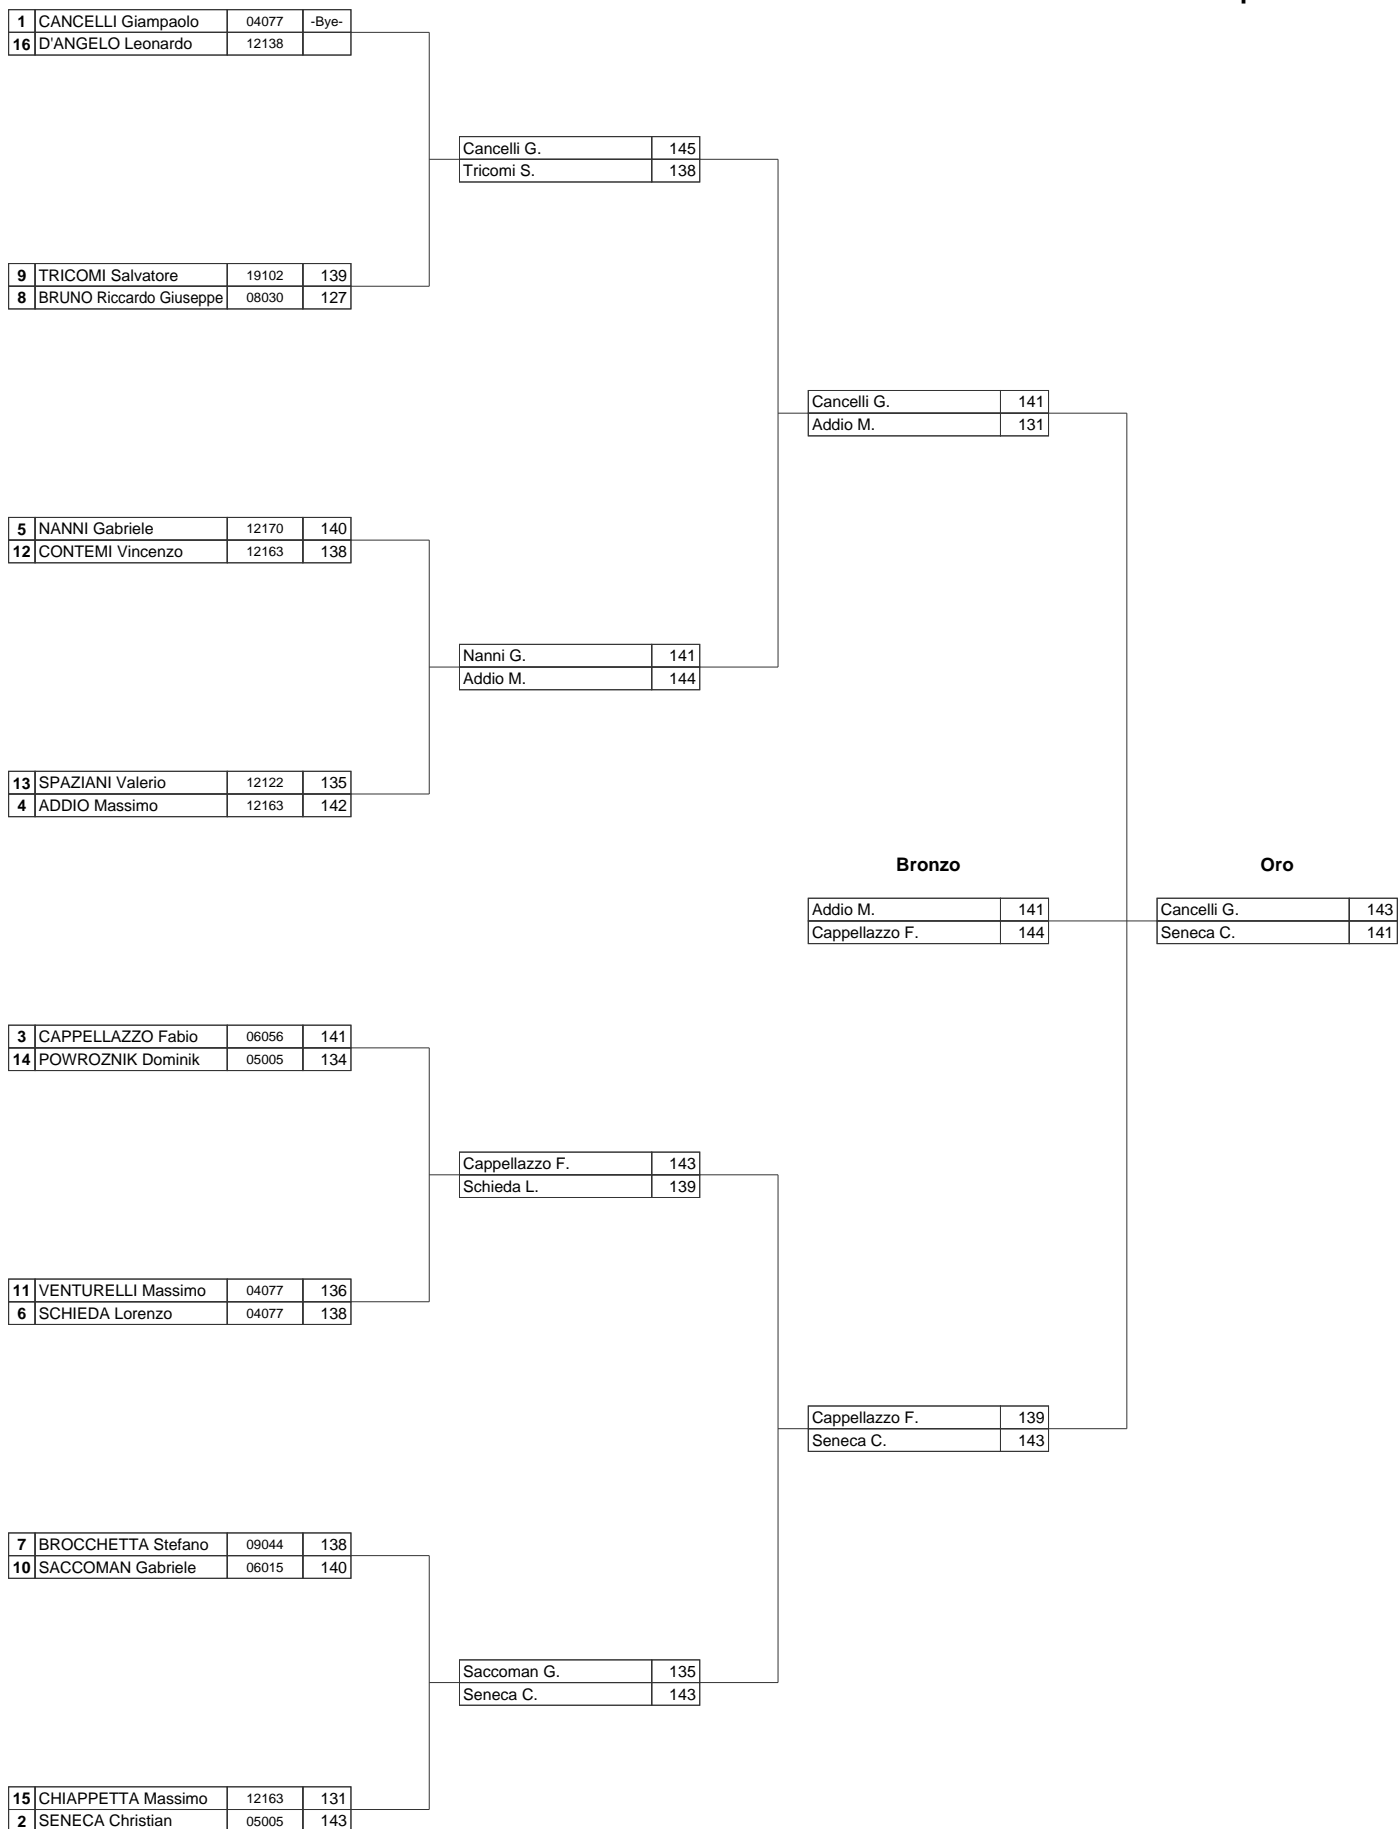 1 CANCELLI Giampaolo 04077 -Bye-
16 D'ANGELO Leonardo 12138
Cancelli G. 145
Tricomi S. 138
9 TRICOMI Salvatore 19102 139
8 BRUNO Riccardo Giuseppe 08030 127
Cancelli G. 141
Addio M. 131
5 NANNI Gabriele 12170 140
12 CONTEMI Vincenzo 12163 138
Nanni G. 141
Addio M. 144
13 SPAZIANI Valerio 12122 135
4 ADDIO Massimo 12163 142
Bronzo Oro
Addio M. 141 Cancelli G. 143
Cappellazzo F. 144 Seneca C. 141
3 CAPPELLAZZO Fabio 06056 141
14 POWROZNIK Dominik 05005 134
Cappellazzo F. 143
Schieda L. 139
11 VENTURELLI Massimo 04077 136
6 SCHIEDA Lorenzo 04077 138
Cappellazzo F. 139
Seneca C. 143
7 BROCCHETTA Stefano 09044 138
10 SACCOMAN Gabriele 06015 140
Saccoman G. 135
Seneca C. 143
15 CHIAPPETTA Massimo 12163 131
2 SENECA Christian 05005 143